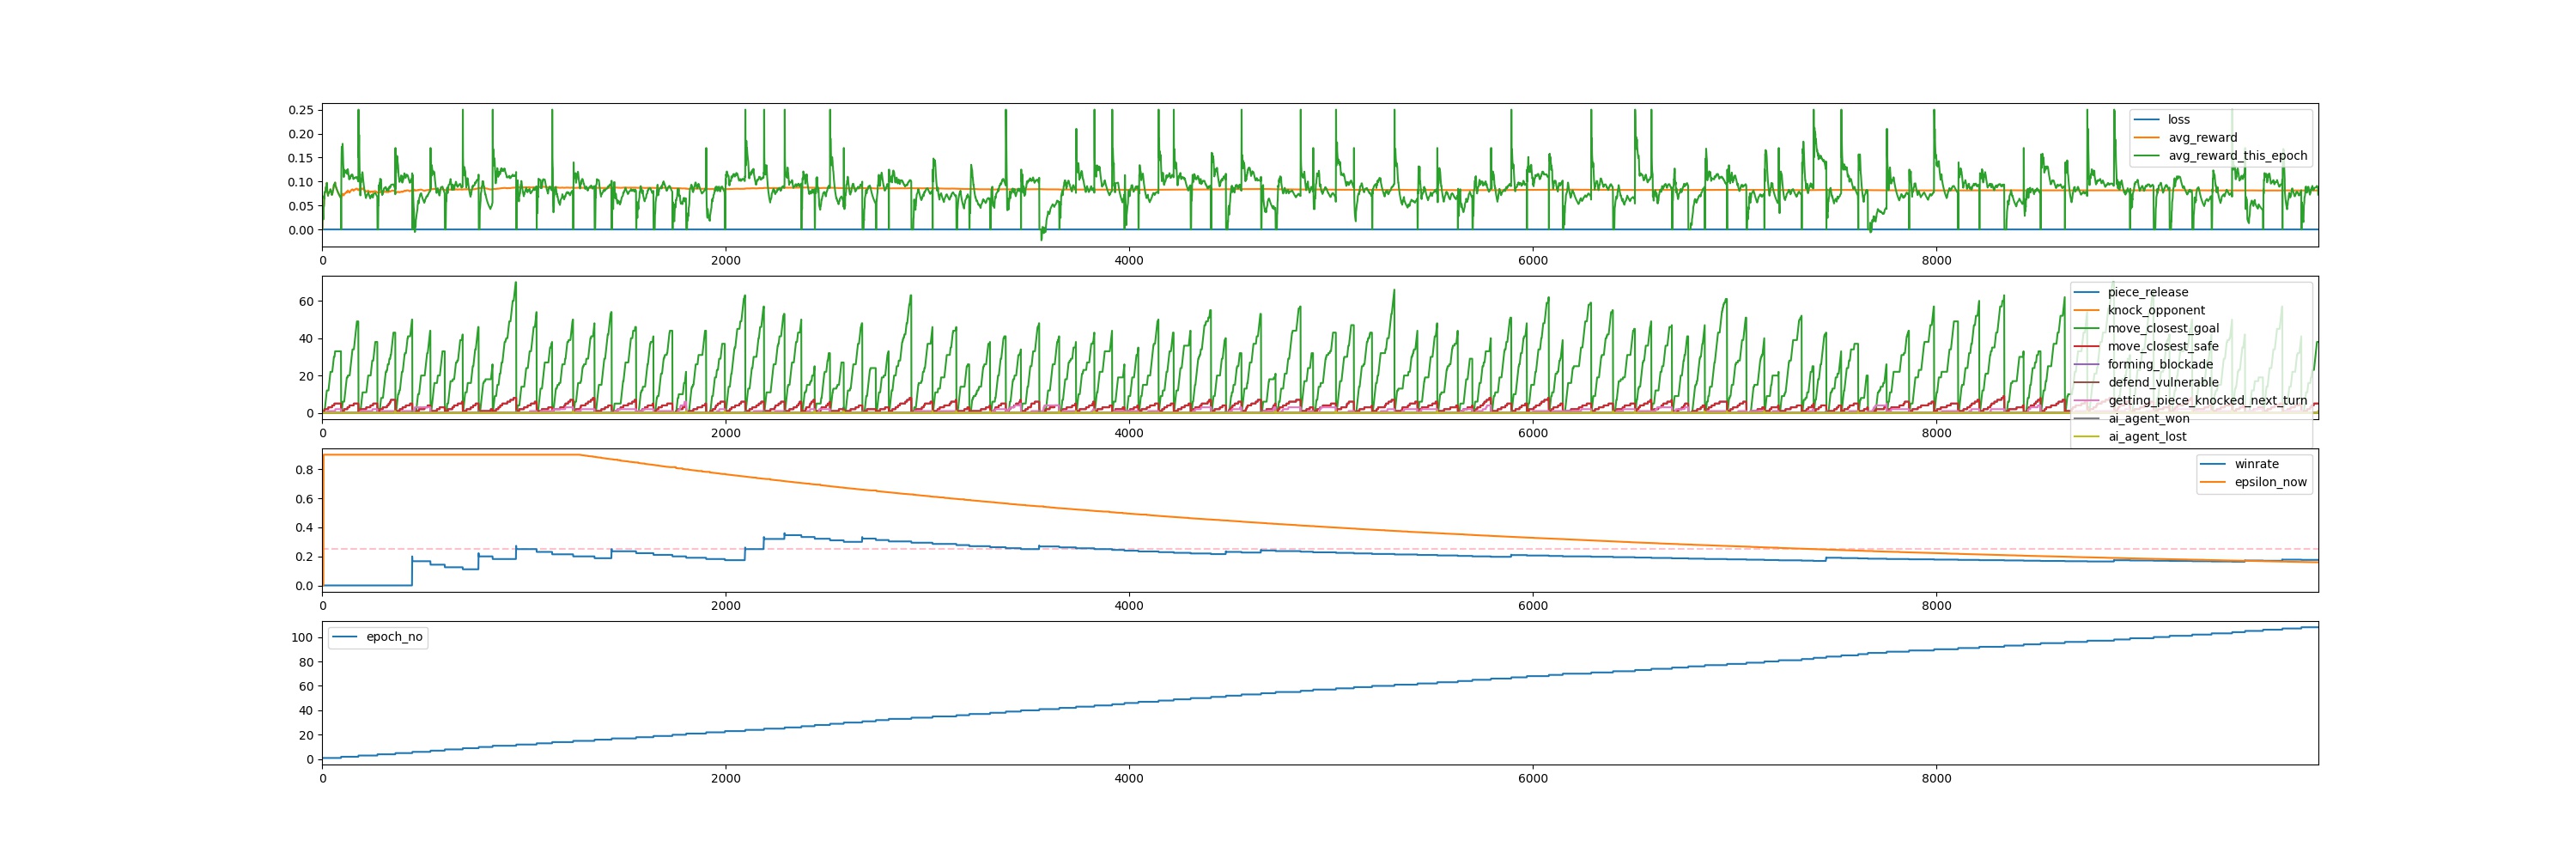 0.25
0.20
0.15
0.10
0.05
0.00
loss
avg_reward
avg_reward_this_epoch
0 2000 4000 6000 8000
60
40
20
0
piece_release
knock_opponent
move_closest_goal
move_closest_safe
forming_blockade
defend_vulnerable
getting_piece_knocked_next_turn
ai_agent_won
ai_agent_lost
0 2000 4000 6000 8000
0.8
0.6
0.4
0.2
0.0
winrate
epsilon_now
0 2000 4000 6000 8000
100
80
60
40
20
0
epoch_no
0 2000 4000 6000 8000